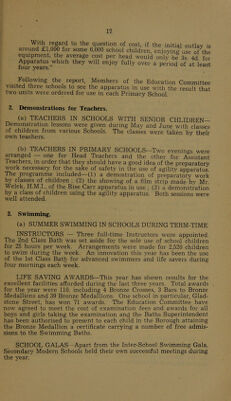 17
With regard to the question of cost, if the initial outlay is
around £1,000 for some 6,000 school children, enjoying use of the
equipment, the average cost per head would only be 3s. 4d. for
Apparatus which they will enjoy fully over a period of at least
four years."
Following the report, Members of the Education Committee
visited three schools to see the apparatus in use with the result that
two units were ordered for use in each Primary School.
2. Demonstrations for Teachers.
(a) TEACHERS IN SCHOOLS WITH SENIOR CHILDREN—
Demonstration lessons were given during May and June with classes
of children from various Schools. The classes were taken by their
own teachers.
(b) TEACHERS IN PRIMARY SCHOOLS—Two evenings were
arranged — one for Head Teachers and the other for Assistant
Teachers in order that they should have a good idea of the preparatory
work necessary for the sake of safety in the use of agility apparatus.
The programme included—(1) a demonstration of preparatory work
by classes of children; (2) the showing of a film strip made by Mr.
Welsh, H.M.I., of the Rise Carr apparatus in use; (3) a demonstration
by a class of children using the agility apparatus. Both sessions were
well attended.
3. Swimming.
(a) SUMMER SWIMMING IN SCHOOLS DURING TERM-TIME
INSTRUCTORS — Three full-time Instructors were appointed.
The 2nd Class Bath was set aside for the sole use of school children
for 25 hours per week. Arrangements were made for 2,530 children
to swim during the week. An innovation this year has been the use
of the 1st Class Bath for advanced swimmers and life savers during
four mornings each week.
LIFE SAVING AWARDS—This year has shown results for the
excellent facilities afforded during the last three years. Total awards
for the year were 110, including 4 Bronze Crosses, 3 Bars to Bronze
Medallions and 39 Bronze Medallions. One school in particular, Glad-
stone Street, has won 71 awards. The Education Committee have
now agreed to meet the cost of examination fees and awards for all
boys and girls taking the examination and the Baths Superintendent
has been authorised to present to each child in the Borough attaining
the Bronze Medallion a certificate carrying a number of free admis-
sions to the Swimming Baths.
SCHOOL GALAS—Apart from the Inter-School Swimming Gala,
Secondary Modern Schools held their own successful meetings during
the year.